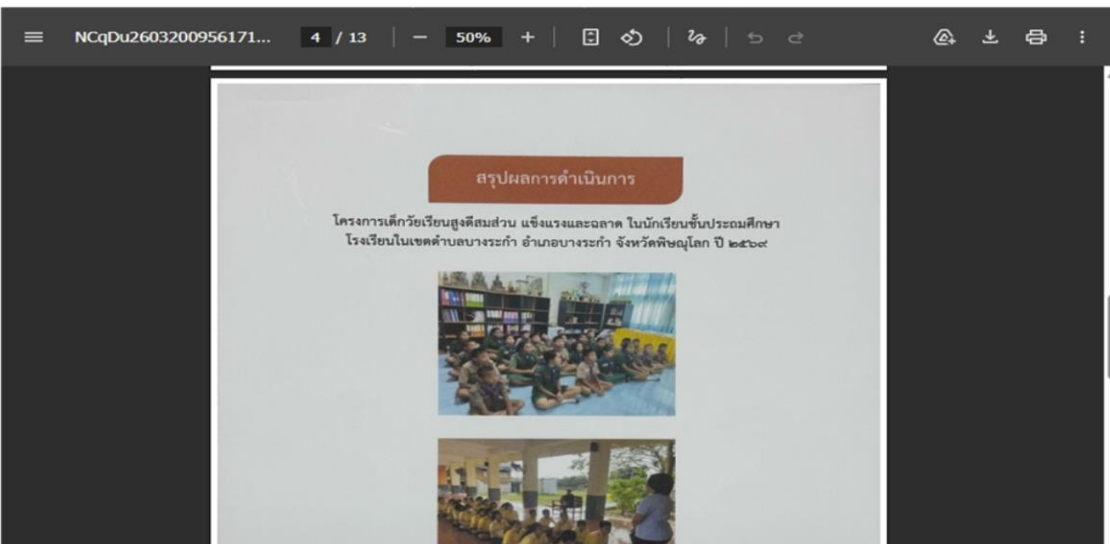 NCqDu2603200956171...
4 / 13
50%
สรุปผลการดำเนินการ
โครงการเด็กวัยเรียนสูงดีสมส่วน แข็งแรงและฉลาด ในนักเรียนชั้นประถมศึกษา
โรงเรียนในเขตตำบลบางระกำ อำเภอบางระกำ จังหวัดพิษณุโลก ปี ๒๕๖๙